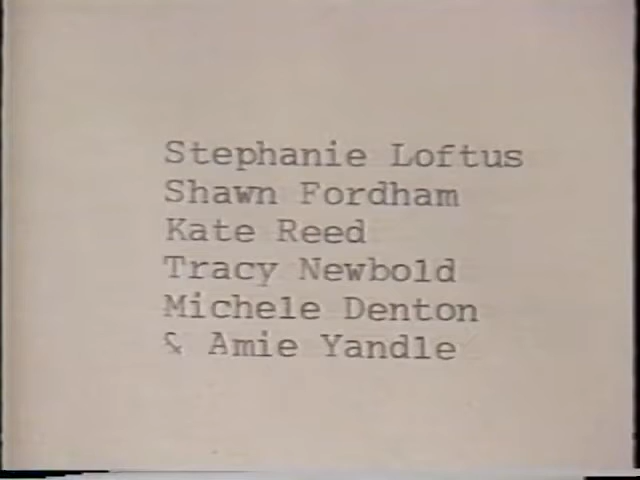 Stephanie Loftus
Shawn Fordham
Kate Reed
Tracy Newbold
Michele Denton
& Amie Yandle